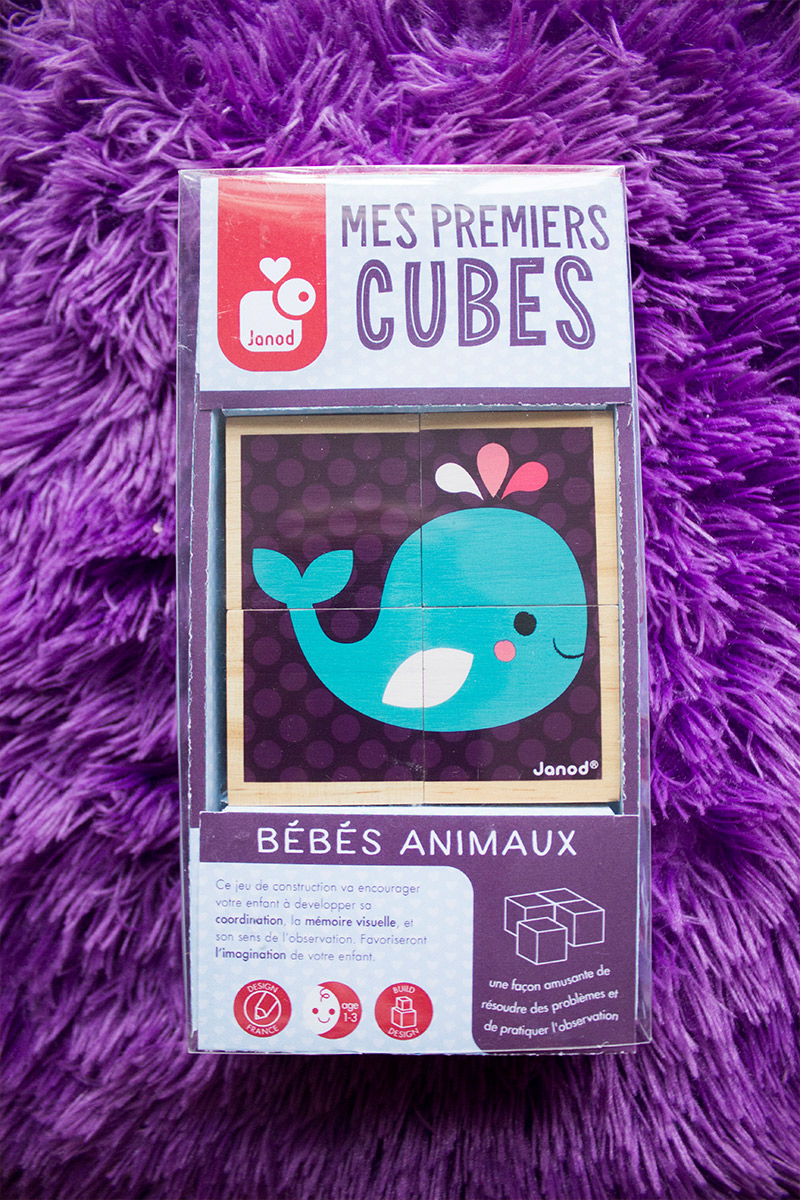 MES PREMIERS
CUBES
Janod
Janod®
BÉBÉS ANIMAUX
Ce jeu de construction va encourager
votre enfant à développer sa
coordination, la mémoire visuelle, et
son sens de l'observation. Favoriseront
l'imagination de votre enfant.
DESIGN
FRANCE
age
1-3
BUILD
DESIGN
une façon amusante de
résoudre des problèmes et
de pratiquer l'observation